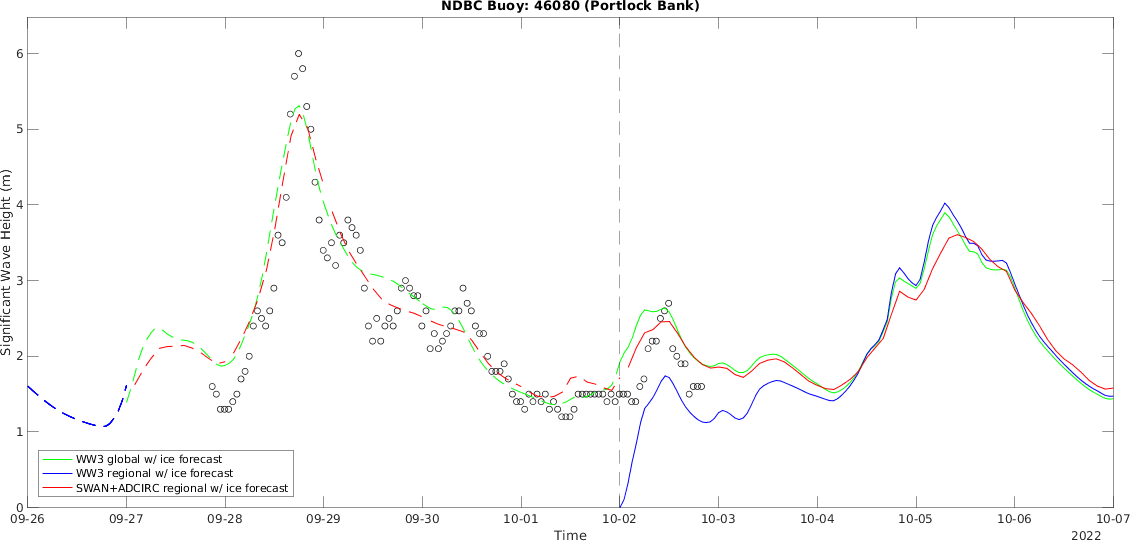 NDBC Buoy: 46080 (Portlock Bank)
Significant Wave Height (m)
6
5
4
3
2
1
0
WW3 global w/ ice forecast
WW3 regional w/ ice forecast
SWAN+ADCIRC regional w/ ice forecast
09-26 09-27 09-28 09-29 09-30 10-01 10-02 10-03 10-04 10-05 10-06 10-07
Time
2022